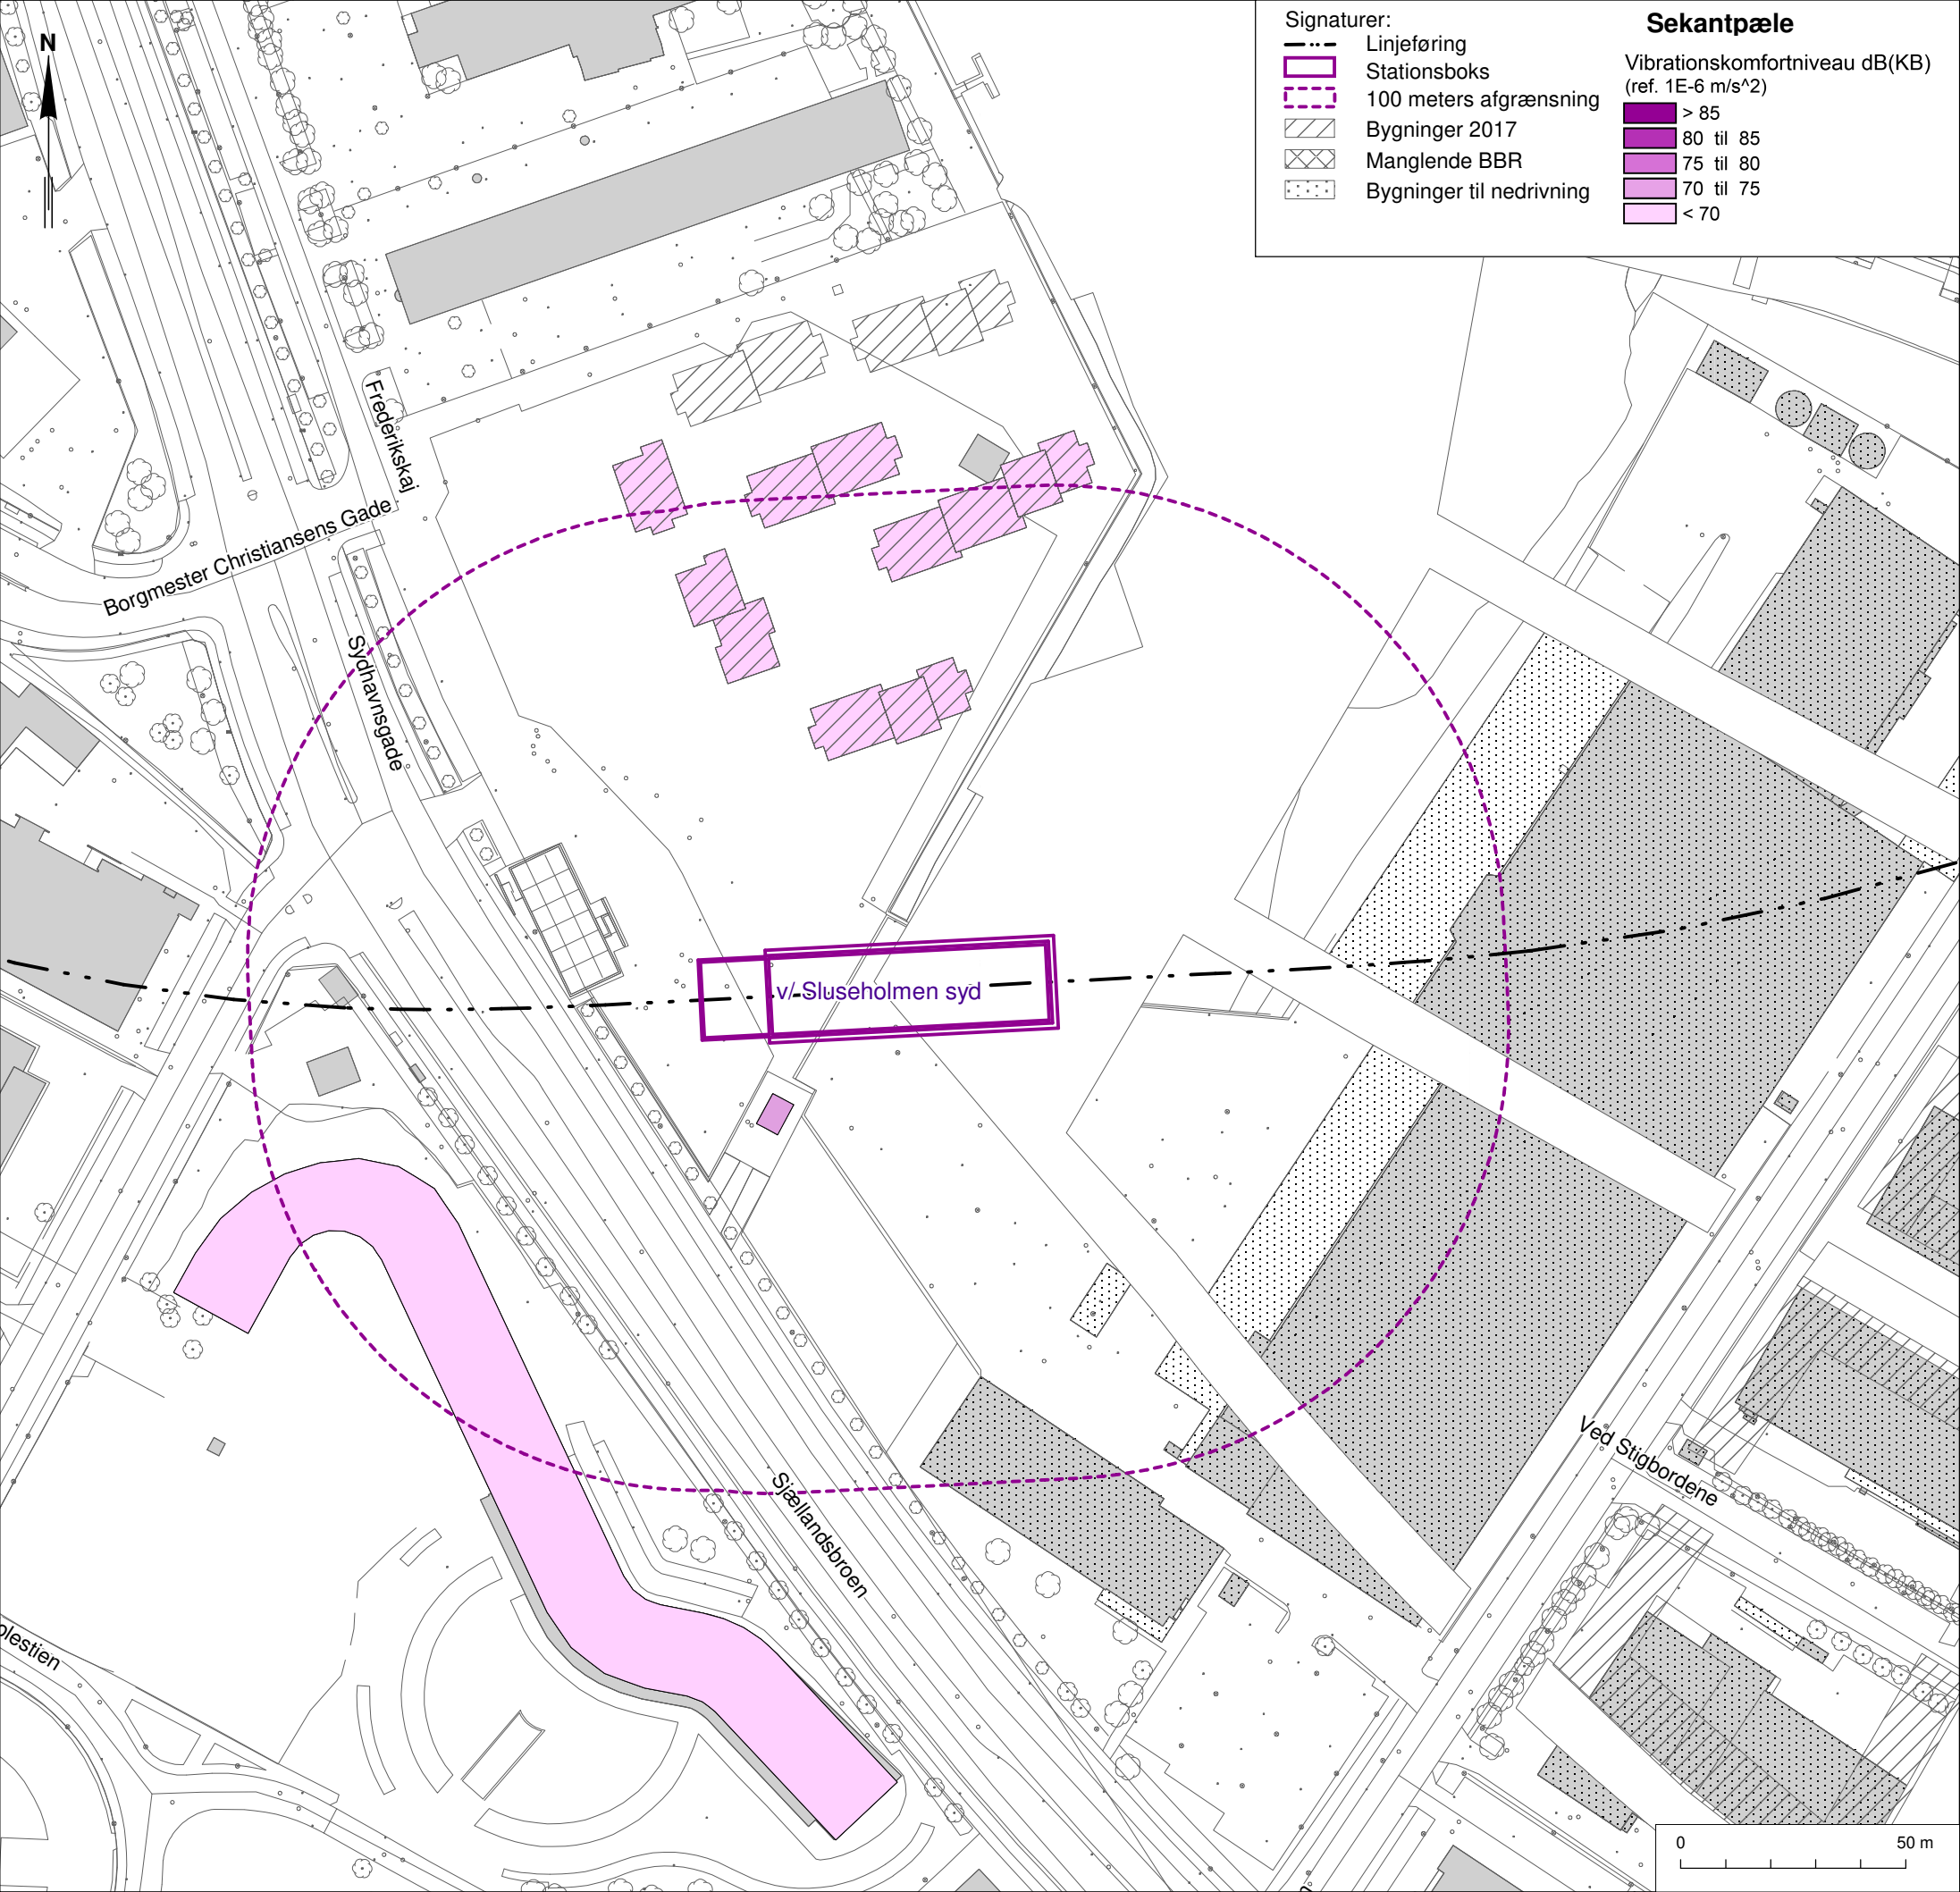 N
Signaturer:
Linjeføring
Stationsboks
100 meters afgrænsning
Bygninger 2017
Manglende BBR
Bygninger til nedrivning
Sekantpæle
Vibrationskomfortniveau dB(KB)
(ref. 1E-6 m/s^2)
> 85
80 til 85
75 til 80
70 til 75
< 70
Frederikskaj
Borgmester Christiansens Gade
Sydhavnsgade
v/ Sluseholmen syd
Ved Stigbordene
Sjællandsbroen
olestien
0 50 m